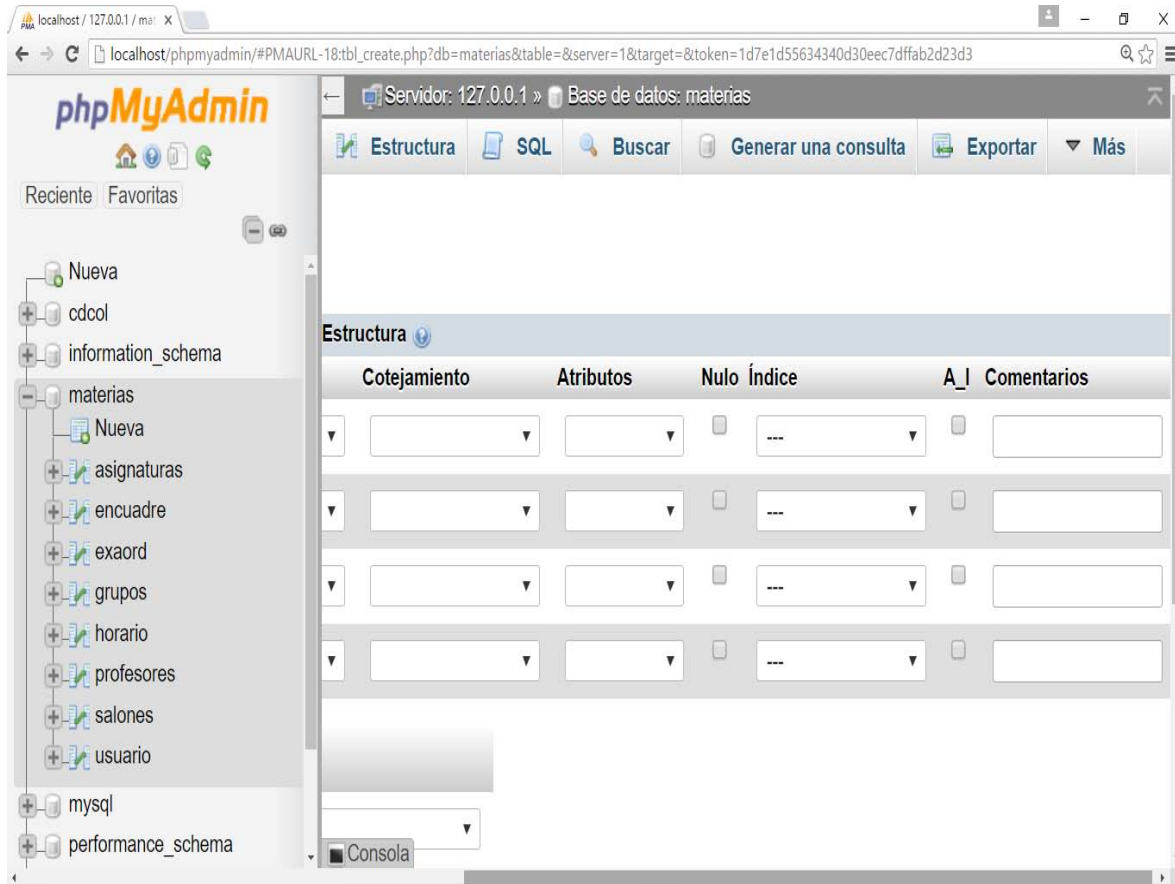 localhost / 127.0.0.1 / mat
localhost/phpmyadmin/#PMAURL-18:tbl_create.php?db=materias&table=&server=1&target=&token=1d7e1d55634340d30eec7dffab2d23d3
phpMyAdmin
Reciente Favoritas
Nueva
cdcol
information_schema
materias
Nueva
asignaturas
encuadre
exaord
grupos
horario
profesores
salones
usuario
mysql
performance_schema
Servidor: 127.0.0.1 » Base de datos: materias
Estructura SQL Buscar Generar una consulta Exportar Más
Estructura
Cotejamiento Atributos Nulo Índice A_I Comentarios
---
---
---
---
Consola